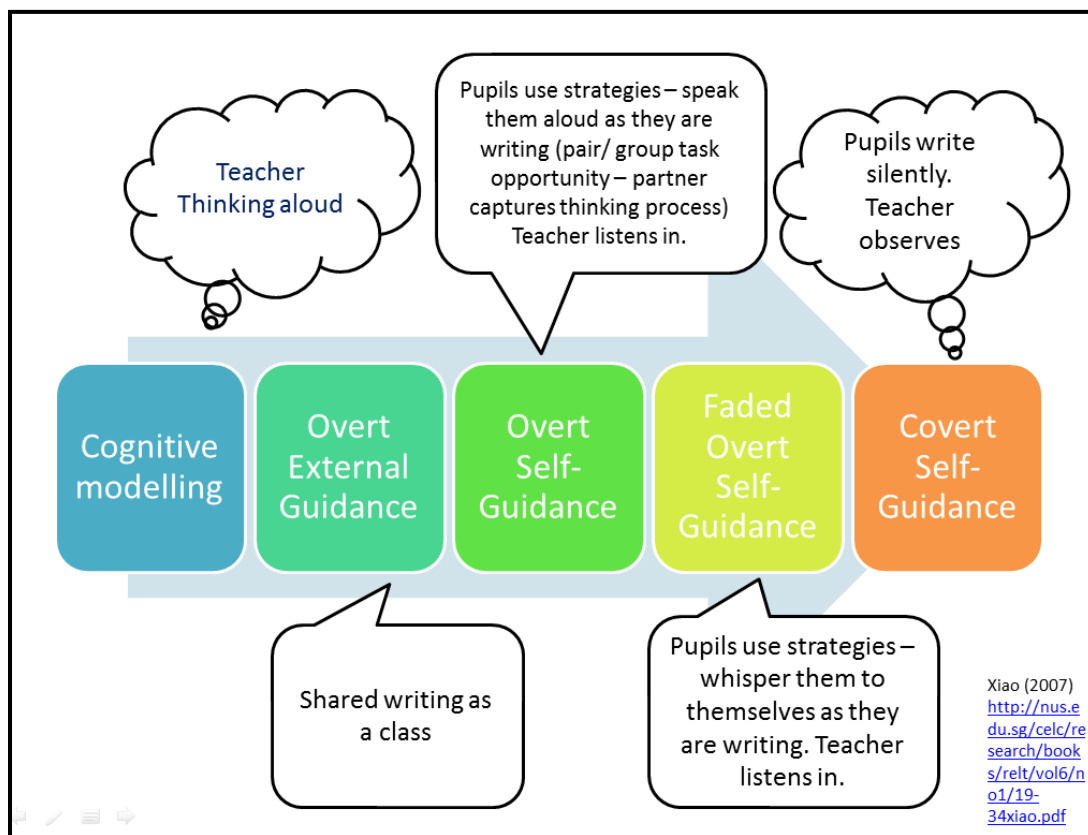 Teacher
Thinking aloud
Pupils use strategies – speak
them aloud as they are
writing (pair/ group task
opportunity – partner
captures thinking process)
Teacher listens in.
Pupils write
silently.
Teacher
observes
Cognitive
modelling
Overt
External
Guidance
Overt
Self-
Guidance
Faded
Overt
Self-
Guidance
Covert
Self-
Guidance
Shared writing as
a class
Pupils use strategies –
whisper them to
themselves as they
are writing. Teacher
listens in.
Xiao (2007)
http://nus.e
du.sg/celc/re
search/book
s/relt/vol6/n
o1/19-
34xiao.pdf